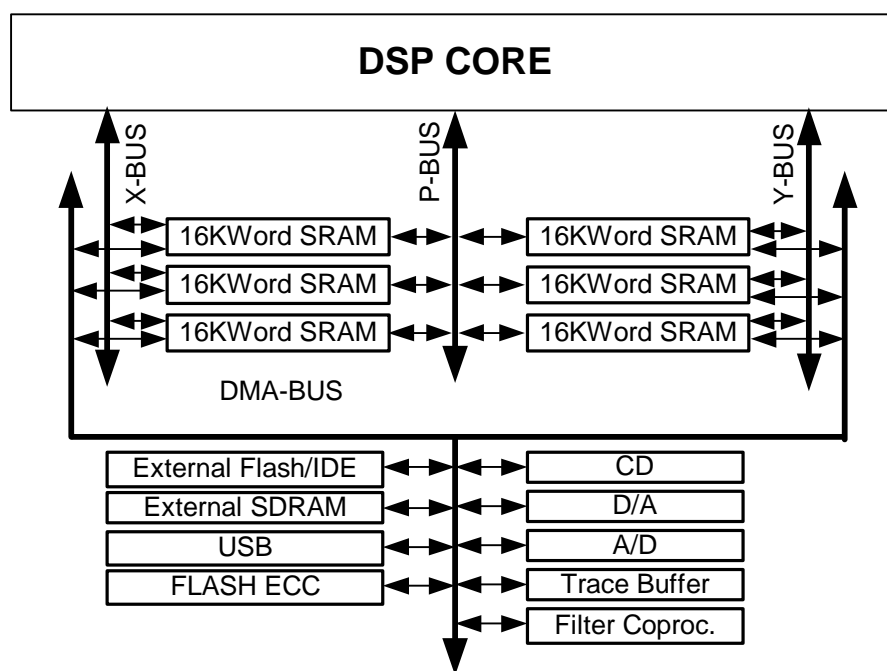 DSP CORE
X-BUS
P-BUS
Y-BUS
16KWord SRAM
16KWord SRAM
16KWord SRAM
16KWord SRAM
16KWord SRAM
16KWord SRAM
DMA-BUS
External Flash/IDE
CD
External SDRAM
D/A
USB
A/D
FLASH ECC
Trace Buffer
Filter Coproc.